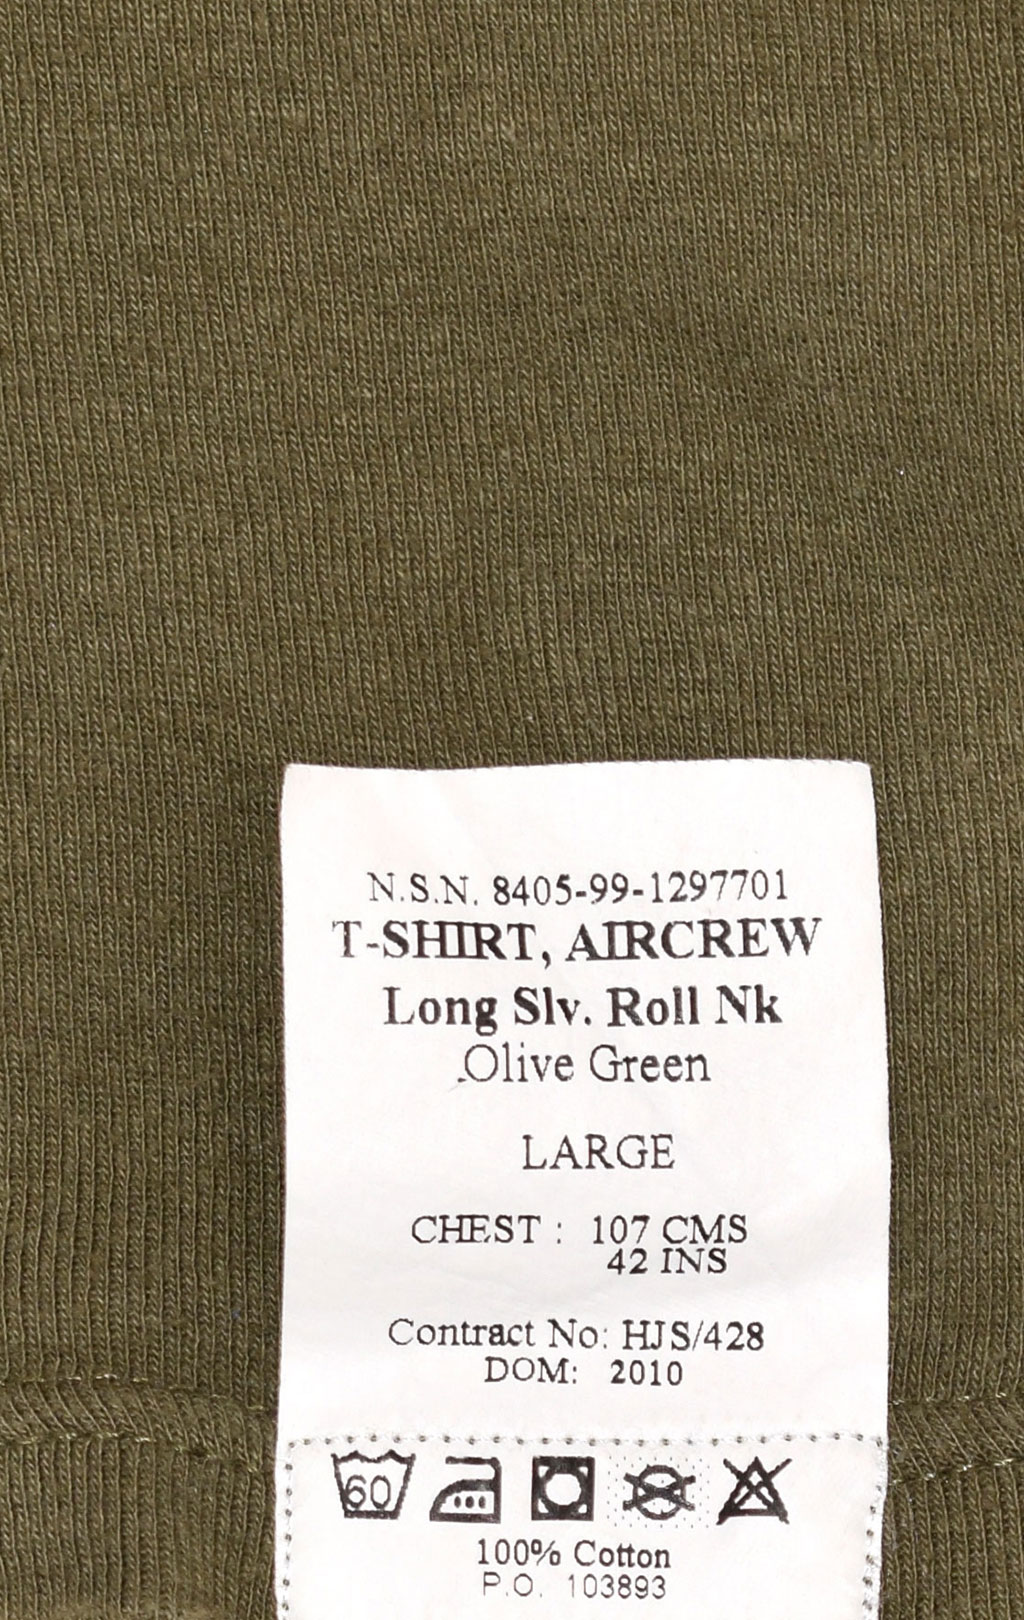 N.S.N. 8405-99-1297701
T-SHIRT, AIRCREW
Long Slv. Roll Nk
Olive Green
LARGE
CHEST : 107 CMS
42 INS
Contract No: HJS/428
DOM: 2010
60
100% Cotton
P.O. 103893